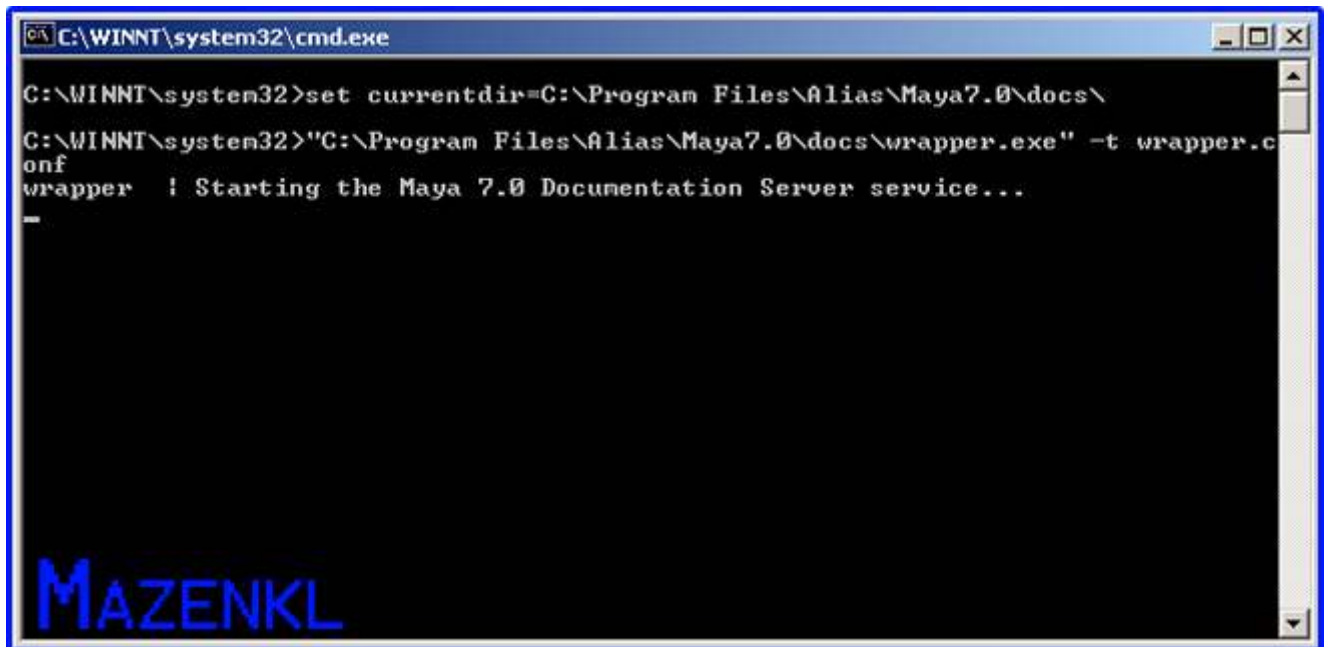 C:\WINNT\system32\cmd.exe
C:\WINNT\system32>set currentdir=C:\Program Files\Alias\Maya7.0\docs\
C:\WINNT\system32>"C:\Program Files\Alias\Maya7.0\docs\wrapper.exe" -t wrapper.c
onf
wrapper  | Starting the Maya 7.0 Documentation Server service...
MAZENKL